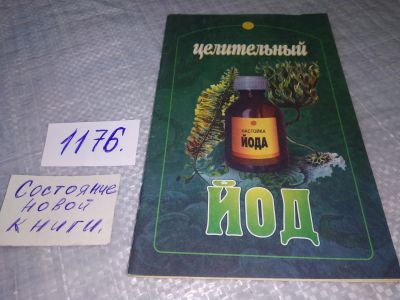 целительный
НАСТОЙКА
ЙОДА
ЙОД
1176.
Состояние
новой
книги.